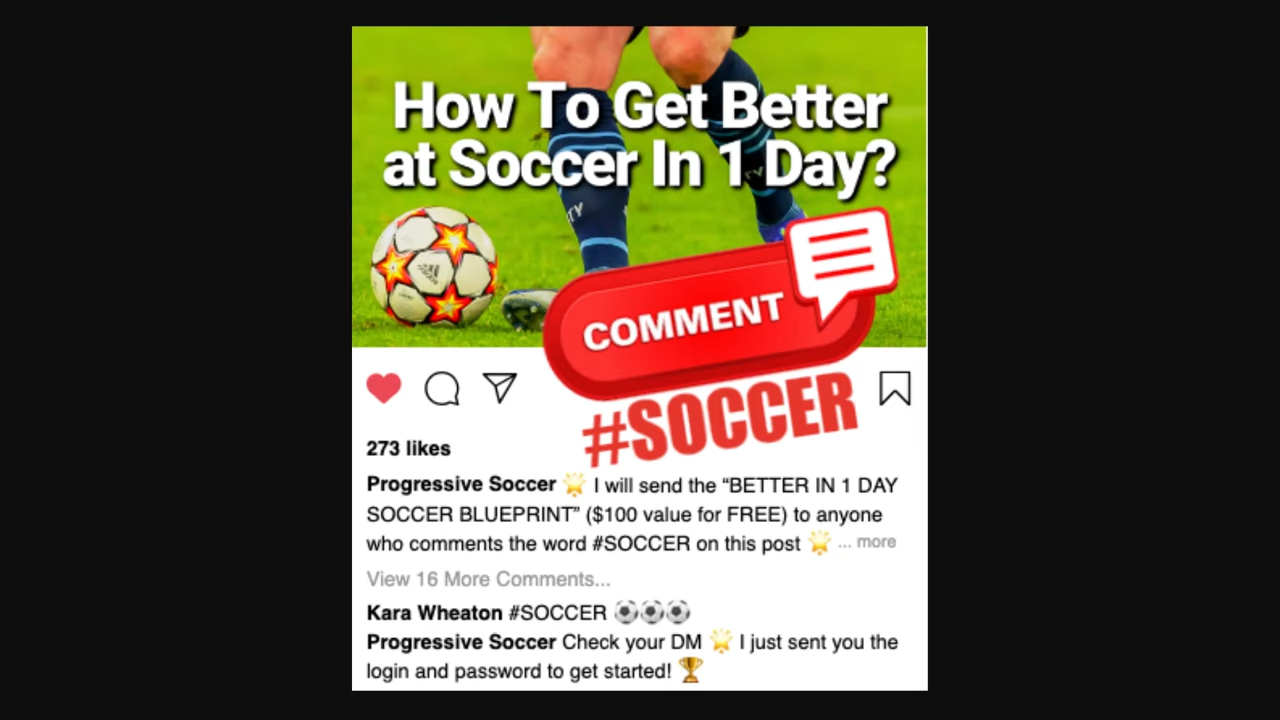 How To Get Better
at Soccer In 1 Day?
COMMENT
#SOCCER
273 likes
Progressive Soccer 🌟 I will send the “BETTER IN 1 DAY
SOCCER BLUEPRINT” ($100 value for FREE) to anyone
who comments the word #SOCCER on this post 🌟 ... more
View 16 More Comments...
Kara Wheaton #SOCCER ⚽⚽⚽
Progressive Soccer Check your DM 🌟 I just sent you the
login and password to get started! 🏆